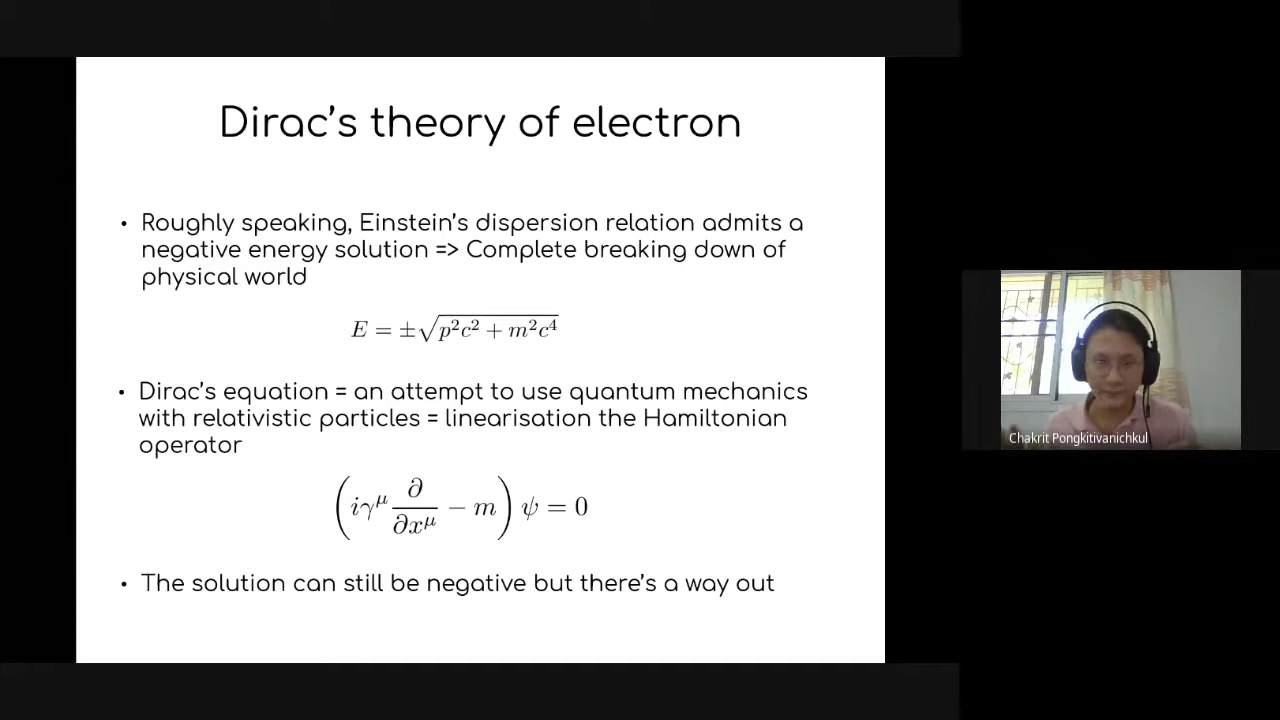 Dirac's theory of electron
• Roughly speaking, Einstein's dispersion relation admits a
negative energy solution => Complete breaking down of
physical world
E = ±√(p²c² + m²c⁴)
• Dirac's equation = an attempt to use quantum mechanics
with relativistic particles = linearisation the Hamiltonian
operator
(iγ^μ ∂/∂x^μ − m) ψ = 0
• The solution can still be negative but there's a way out
Chakrit Pongkitivanichkul